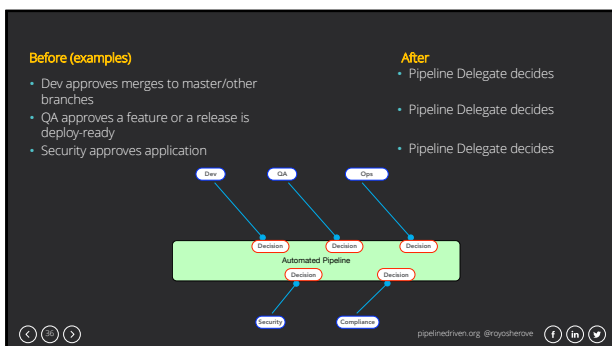 Before (examples)
• Dev approves merges to master/other
branches
• QA approves a feature or a release is
deploy-ready
• Security approves application
After
• Pipeline Delegate decides
• Pipeline Delegate decides
• Pipeline Delegate decides
Dev
QA
Ops
Decision
Decision
Decision
Automated Pipeline
Decision
Decision
Security
Compliance
36
pipelinedriven.org @royosherove
f
in